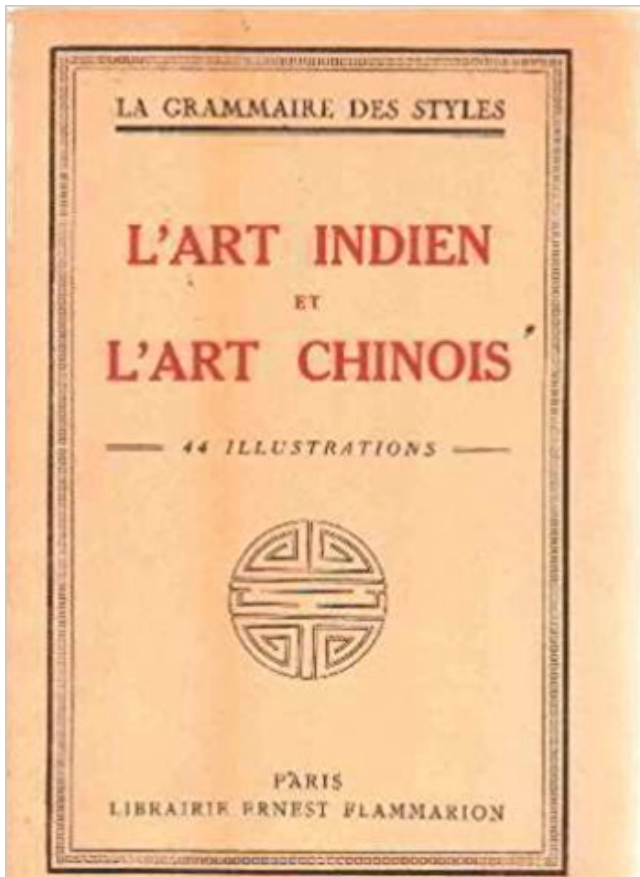 LA GRAMMAIRE DES STYLES
L'ART INDIEN
ET
L'ART CHINOIS
44 ILLUSTRATIONS
PARIS
LIBRAIRIE ERNEST FLAMMARION